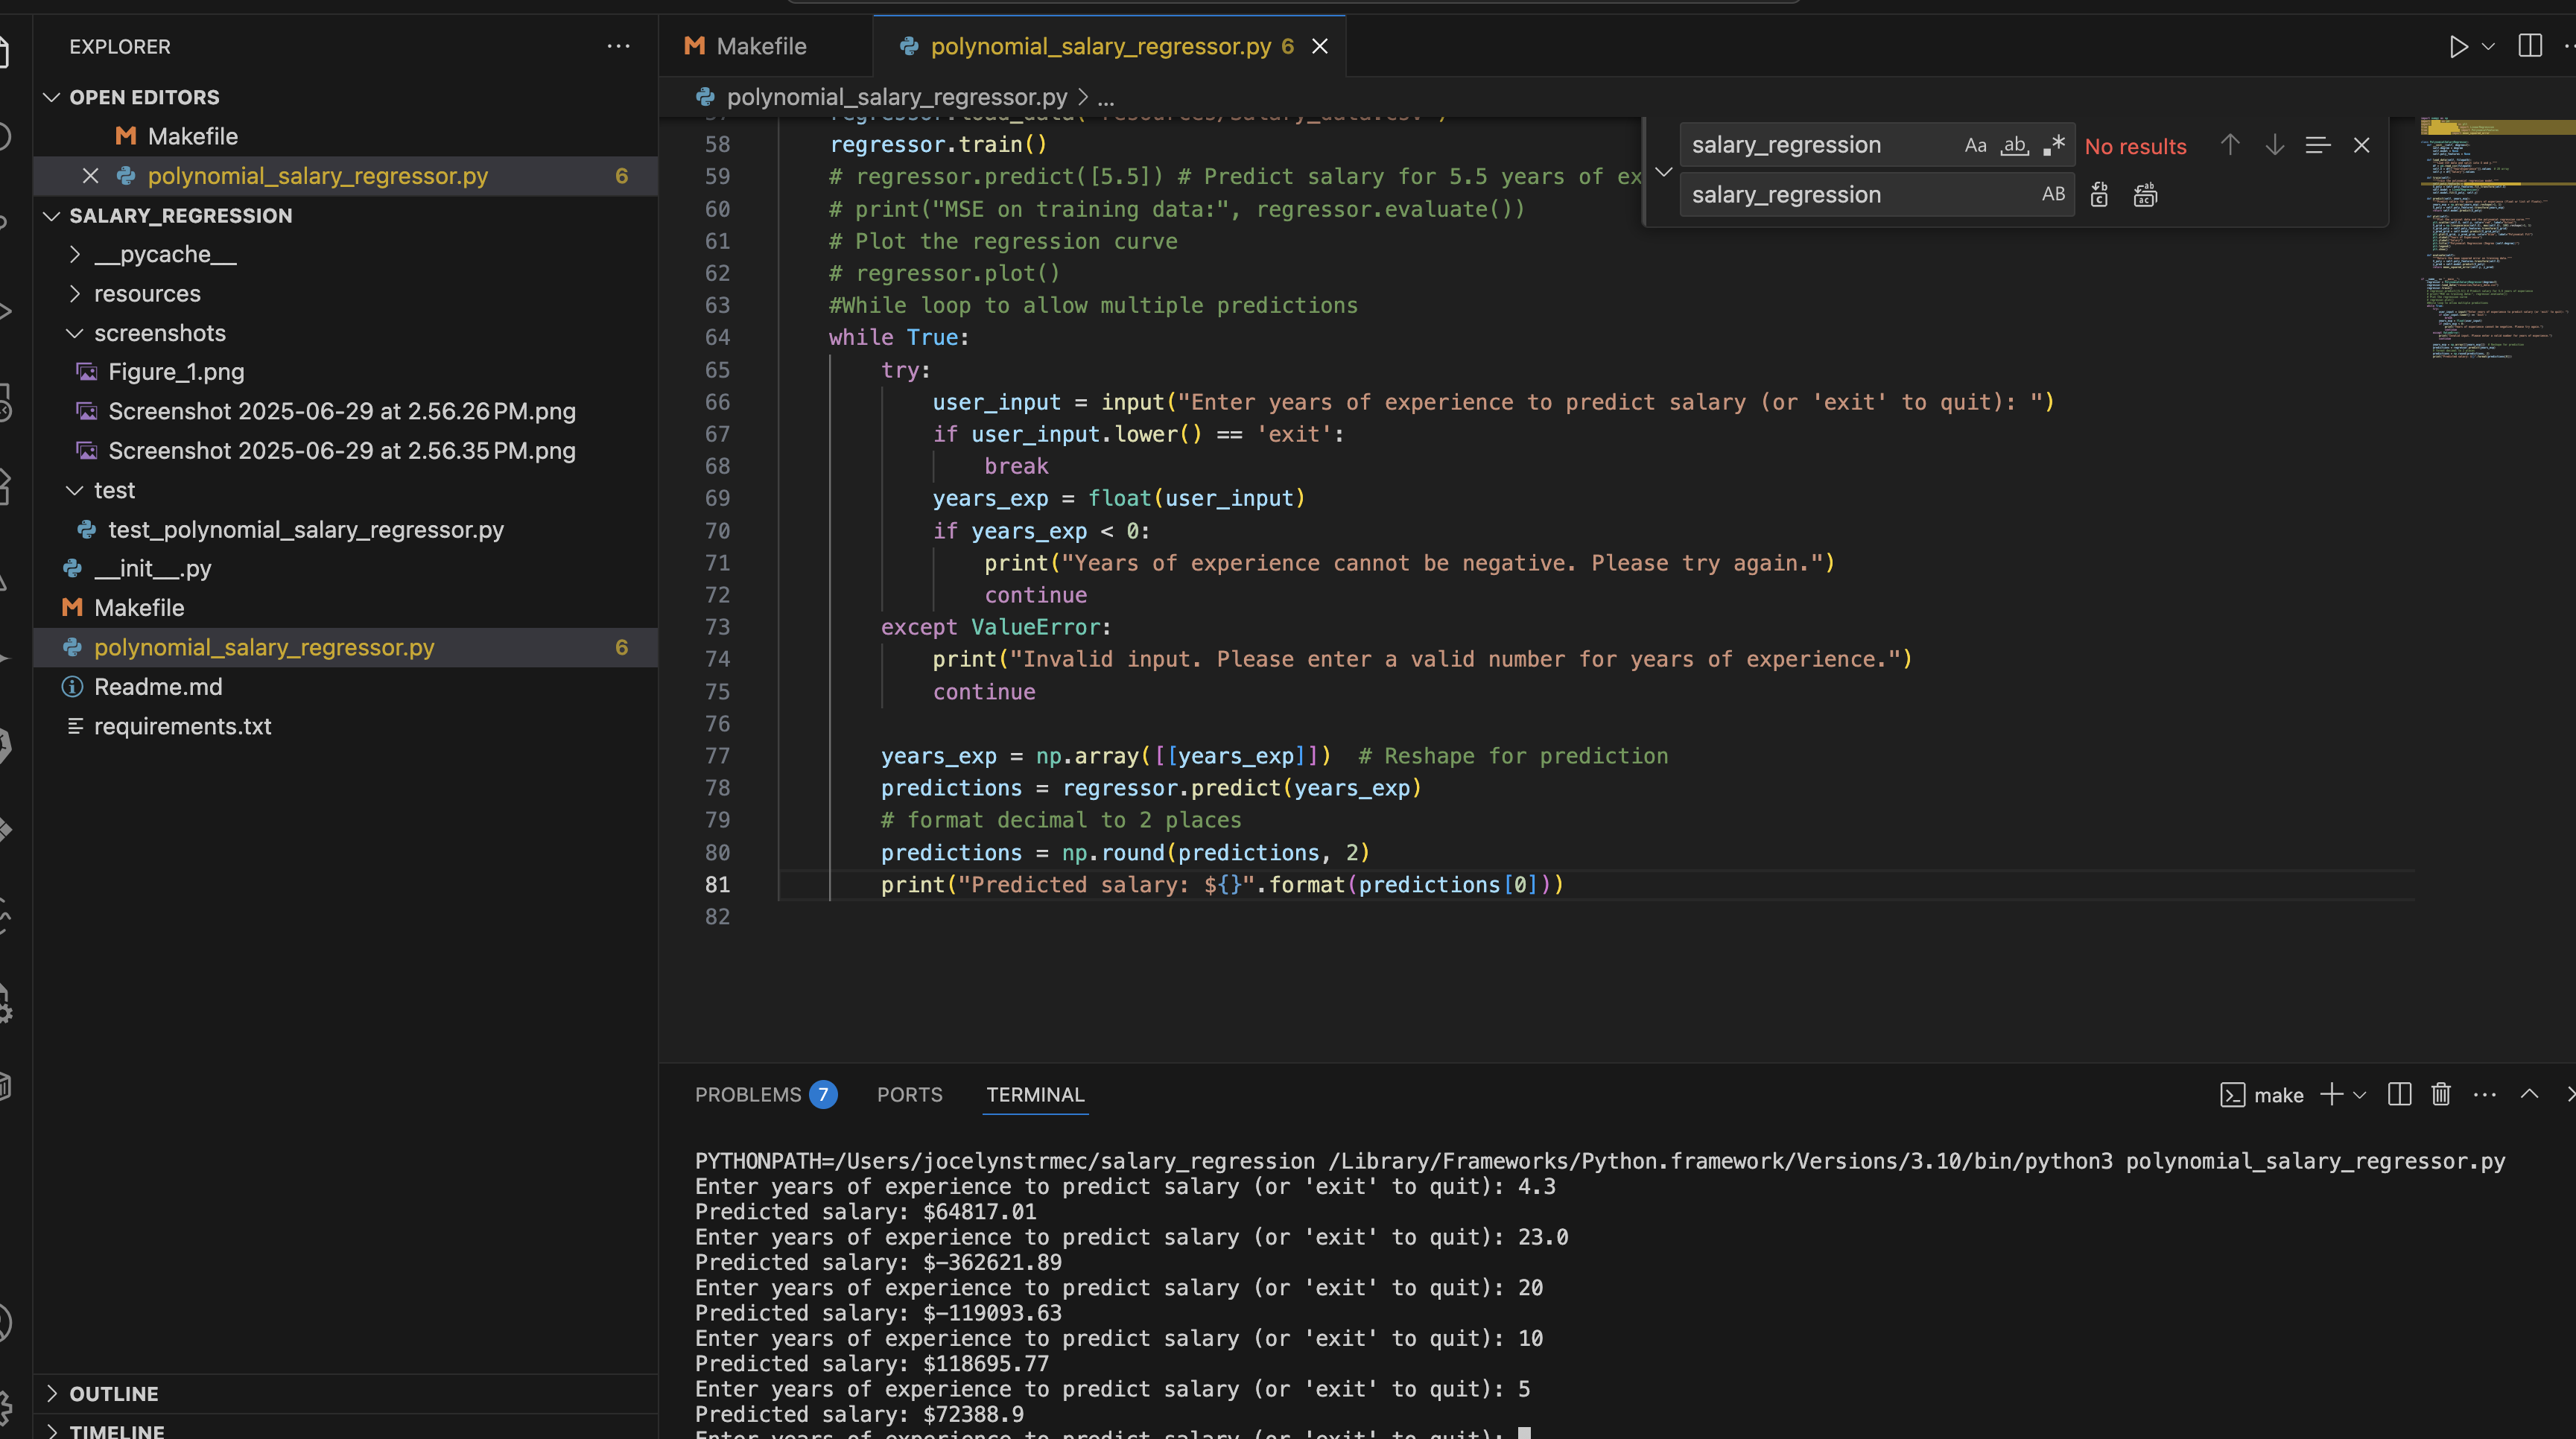 EXPLORER
OPEN EDITORS
Makefile
polynomial_salary_regressor.py 6
SALARY_REGRESSION
__pycache__
resources
screenshots
Figure_1.png
Screenshot 2025-06-29 at 2.56.26 PM.png
Screenshot 2025-06-29 at 2.56.35 PM.png
test
test_polynomial_salary_regressor.py
__init__.py
Makefile
polynomial_salary_regressor.py 6
Readme.md
requirements.txt
OUTLINE
TIMELINE
Makefile
polynomial_salary_regressor.py 6
polynomial_salary_regressor.py > ...
salary_regression Aa ab .* No results
salary_regression AB
58 regressor.train()
59 # regressor.predict([5.5]) # Predict salary for 5.5 years of ex
60 # print("MSE on training data:", regressor.evaluate())
61 # Plot the regression curve
62 # regressor.plot()
63 #While loop to allow multiple predictions
64 while True:
65 try:
66 user_input = input("Enter years of experience to predict salary (or 'exit' to quit): ")
67 if user_input.lower() == 'exit':
68 break
69 years_exp = float(user_input)
70 if years_exp < 0:
71 print("Years of experience cannot be negative. Please try again.")
72 continue
73 except ValueError:
74 print("Invalid input. Please enter a valid number for years of experience.")
75 continue
76
77 years_exp = np.array([[years_exp]])  # Reshape for prediction
78 predictions = regressor.predict(years_exp)
79 # format decimal to 2 places
80 predictions = np.round(predictions, 2)
81 print("Predicted salary: ${}".format(predictions[0]))
82
PROBLEMS 7 PORTS TERMINAL
make
PYTHONPATH=/Users/jocelynstrmec/salary_regression /Library/Frameworks/Python.framework/Versions/3.10/bin/python3 polynomial_salary_regressor.py
Enter years of experience to predict salary (or 'exit' to quit): 4.3
Predicted salary: $64817.01
Enter years of experience to predict salary (or 'exit' to quit): 23.0
Predicted salary: $-362621.89
Enter years of experience to predict salary (or 'exit' to quit): 20
Predicted salary: $-119093.63
Enter years of experience to predict salary (or 'exit' to quit): 10
Predicted salary: $118695.77
Enter years of experience to predict salary (or 'exit' to quit): 5
Predicted salary: $72388.9
Enter years of experience to predict salary (or 'exit' to quit):